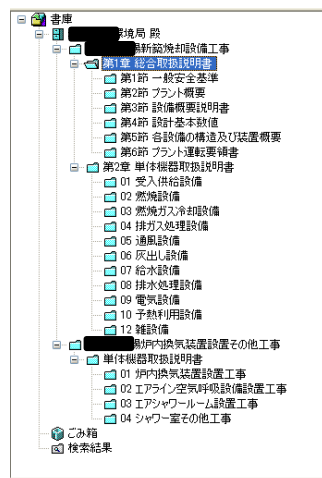 書庫
環境局 殿
場新築焼却設備工事
第1章 総合取扱説明書
第1節 一般安全基準
第2節 プラント概要
第3節 設備概要説明書
第4節 設計基本数値
第5節 各設備の構造及び装置概要
第6節 プラント運転要領書
第2章 単体機器取扱説明書
01 受入供給設備
02 燃焼設備
03 燃焼ガス冷却設備
04 排ガス処理設備
05 通風設備
06 灰出し設備
07 給水設備
08 排水処理設備
09 電気設備
10 予熱利用設備
12 雑設備
場炉内換気装置設置その他工事
単体機器取扱説明書
01 炉内換気装置設置工事
02 エアライン空気呼吸設備設置工事
03 エアシャワールーム設置工事
04 シャワー室その他工事
ごみ箱
検索結果